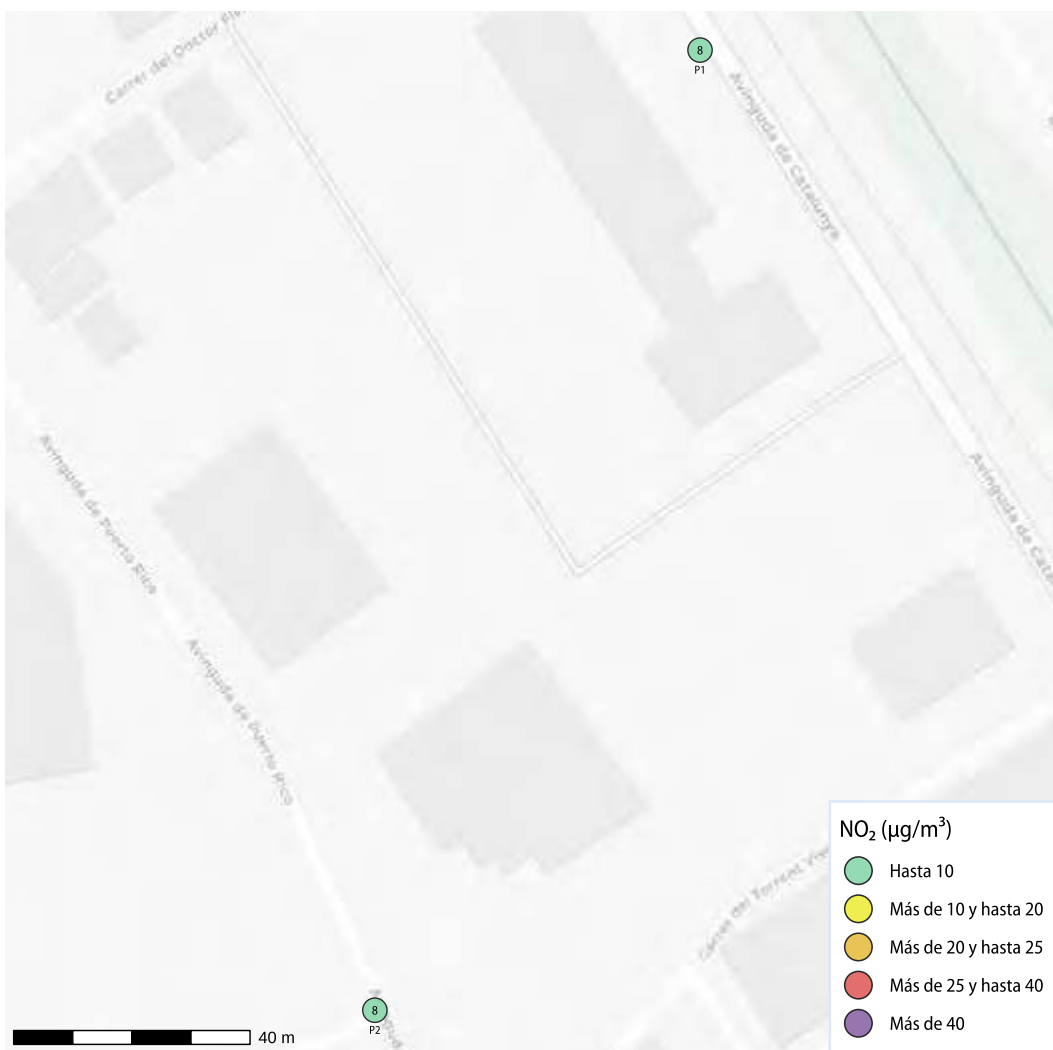 Carrer del Doctor
8
P1
Avinguda de Catalunya
Avinguda de Puerto Rico
Avinguda de
Avinguda de Puerto Rico
Carrer del Torrent
8
P2
40 m
NO₂ (µg/m³)
Hasta 10
Más de 10 y hasta 20
Más de 20 y hasta 25
Más de 25 y hasta 40
Más de 40